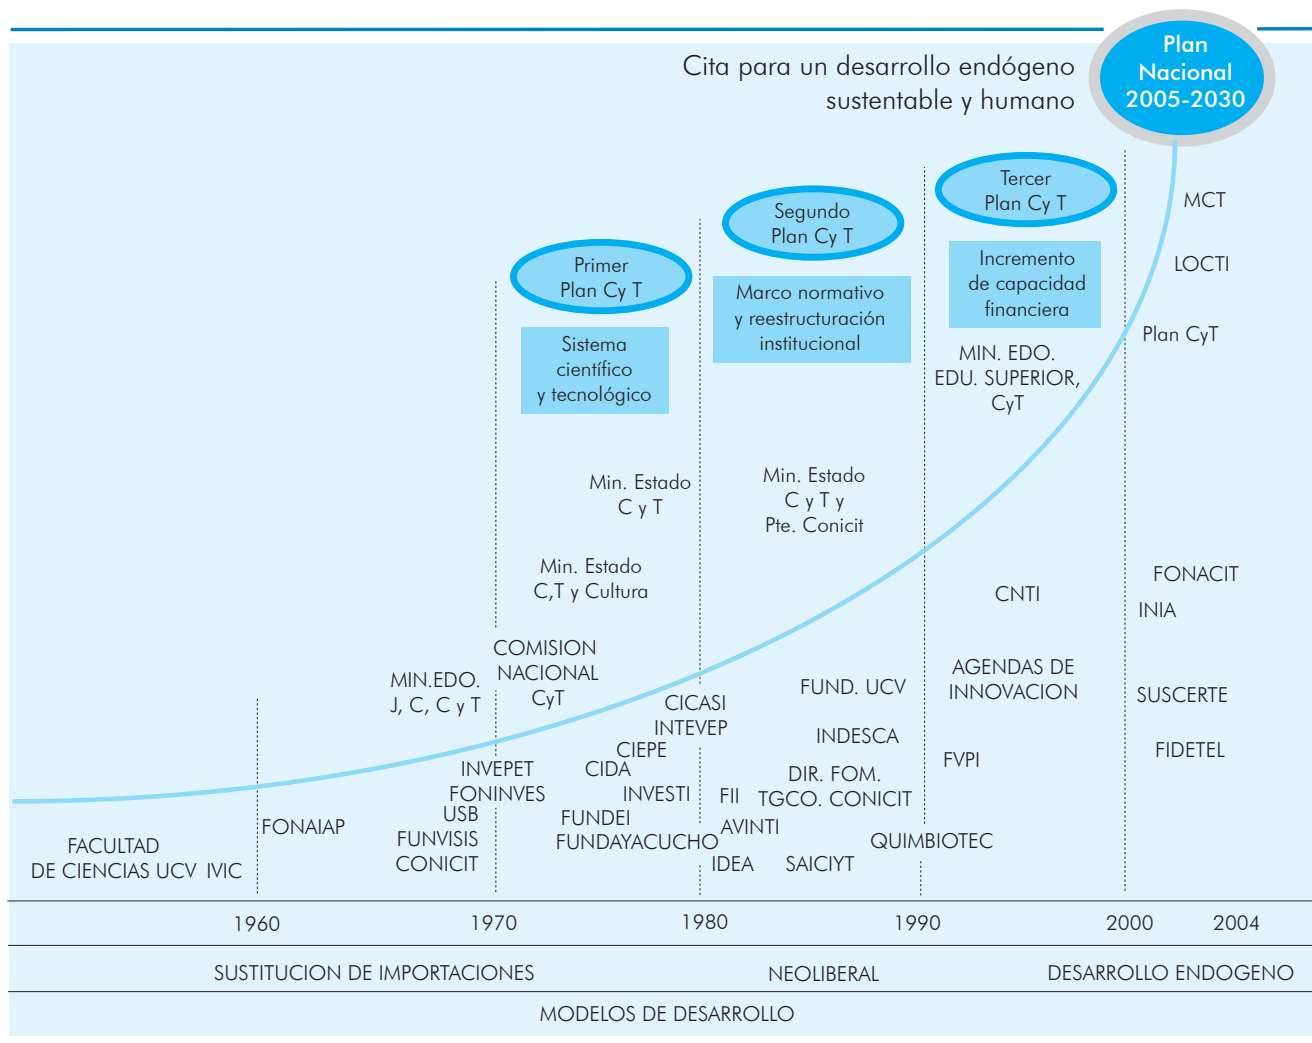 Plan
Nacional
2005-2030
Cita para un desarrollo endógeno
sustentable y humano
Tercer
Plan Cy T
Segundo
Plan Cy T
Primer
Plan Cy T
MCT
LOCTI
Plan CyT
Incremento
de capacidad
financiera
Marco normativo
y reestructuración
institucional
Sistema
científico
y tecnológico
MIN. EDO.
EDU. SUPERIOR,
CyT
Min. Estado
C y T
Min. Estado
C y T y
Pte. Conicit
Min. Estado
C,T y Cultura
CNTI
FONACIT
INIA
MIN.EDO.
J, C, C y T
COMISION
NACIONAL
CyT
CICASI
INTEVEP
FUND. UCV
AGENDAS DE
INNOVACION
SUSCERTE
INDESCA
FIDETEL
CIEPE
FVPI
INVEPET
CIDA
DIR. FOM.
TGCO. CONICIT
FONINVES
INVESTI
FII
USB
FUNDEI
AVINTI
FONAIAP
FUNVISIS
FUNDAYACUCHO
QUIMBIOTEC
CONICIT
IDEA
SAICIYT
FACULTAD
DE CIENCIAS UCV IVIC
1960 1970 1980 1990 2000 2004
SUSTITUCION DE IMPORTACIONES NEOLIBERAL DESARROLLO ENDOGENO
MODELOS DE DESARROLLO